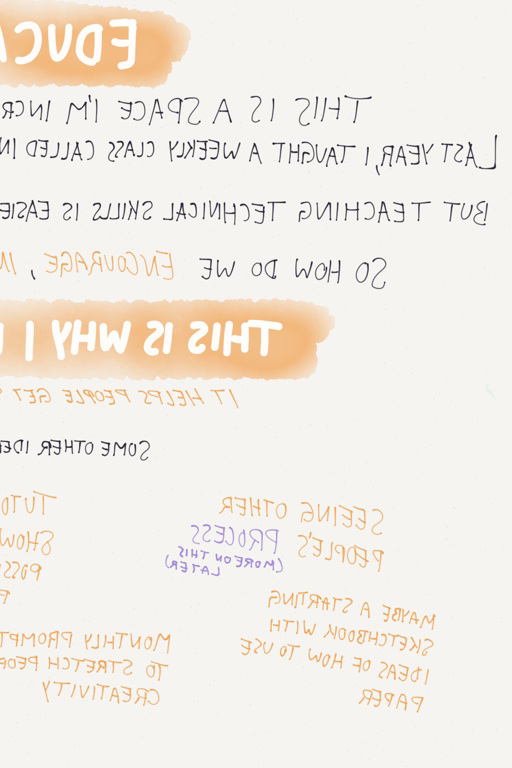 EDUCA
THIS IS A SPACE I'M INCR
LAST YEAR, I TAUGHT A WEEKLY CLASS CALLED IN
BUT TEACHING TECHNICAL SKILLS IS EASIE
SO HOW DO WE ENCOURAGE, IN
THIS IS WHY I
IT HELPS PEOPLE GET
SOME OTHER IDE
SEEING OTHER
PEOPLE'S PROCESS
(MORE ON THIS
LATER)
TUTO
SHOW
POSS
MAYBE A STARTING
SKETCHBOOK WITH
IDEAS OF HOW TO USE
PAPER
MONTHLY PROMPT
TO STRETCH PEOP
CREATIVITY